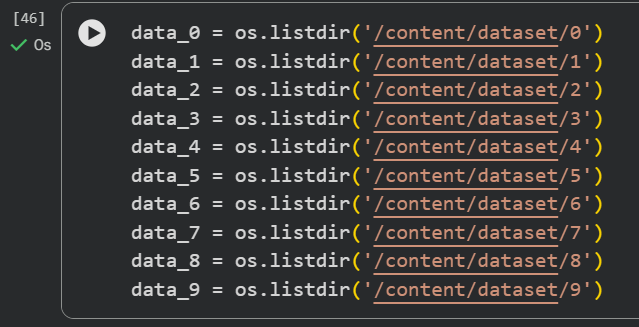 [46]
0s
data_0 = os.listdir('/content/dataset/0')
data_1 = os.listdir('/content/dataset/1')
data_2 = os.listdir('/content/dataset/2')
data_3 = os.listdir('/content/dataset/3')
data_4 = os.listdir('/content/dataset/4')
data_5 = os.listdir('/content/dataset/5')
data_6 = os.listdir('/content/dataset/6')
data_7 = os.listdir('/content/dataset/7')
data_8 = os.listdir('/content/dataset/8')
data_9 = os.listdir('/content/dataset/9')